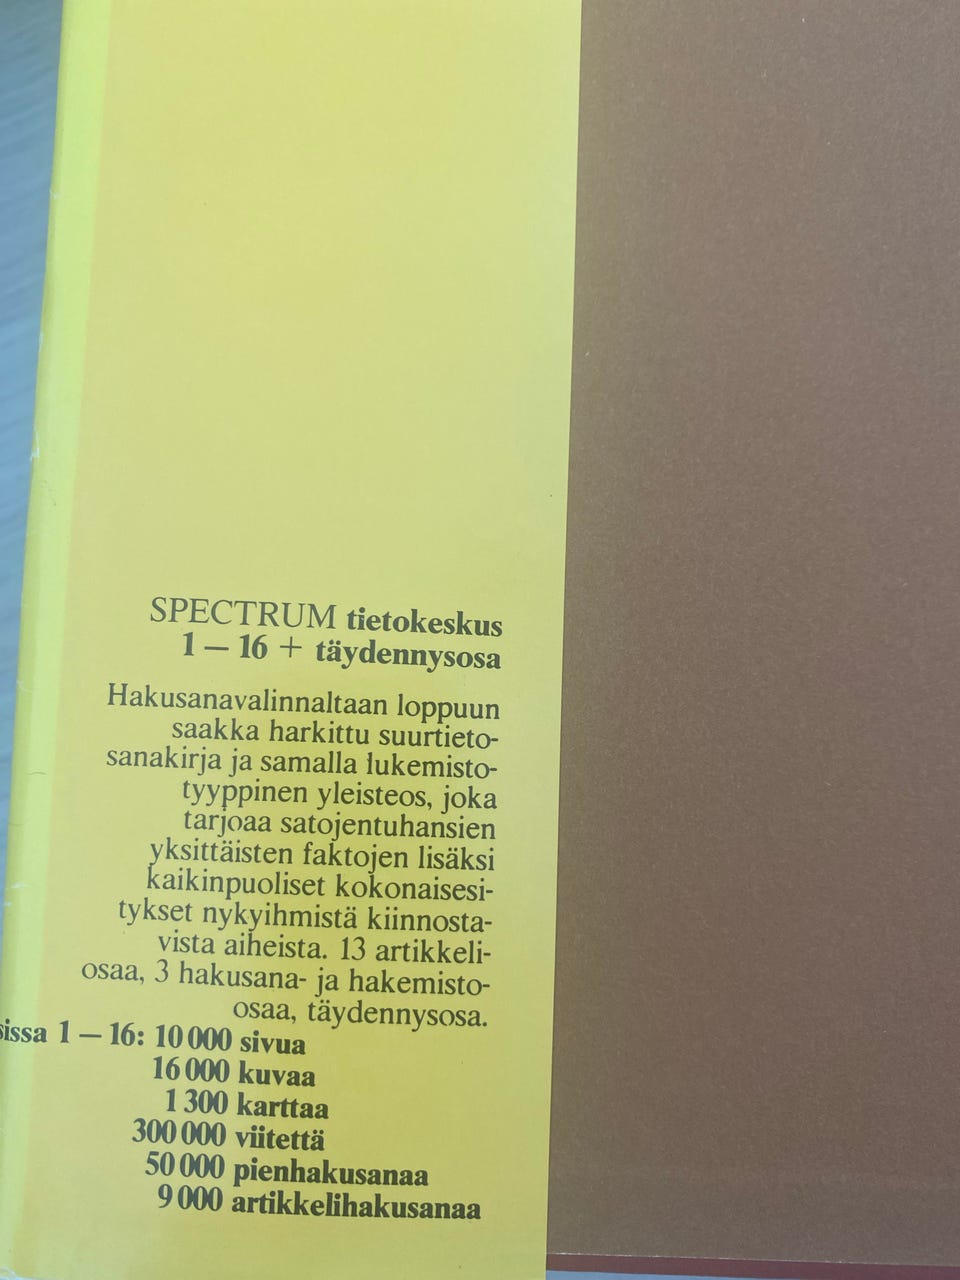 SPECTRUM tietokeskus
1 — 16 + täydennysosa
Hakusanavalinnaltaan loppuun
saakka harkittu suurtieto-
sanakirja ja samalla lukemisto-
tyyppinen yleisteos, joka
tarjoaa satojentuhansien
yksittäisten faktojen lisäksi
kaikinpuoliset kokonaisesi-
tykset nykyihmistä kiinnosta-
vista aiheista. 13 artikkeli-
osaa, 3 hakusana- ja hakemisto-
osaa, täydennysosa.
1 — 16: 10 000 sivua
16 000 kuvaa
1 300 karttaa
300 000 viitettä
50 000 pienhakusanaa
9 000 artikkelihakusanaa